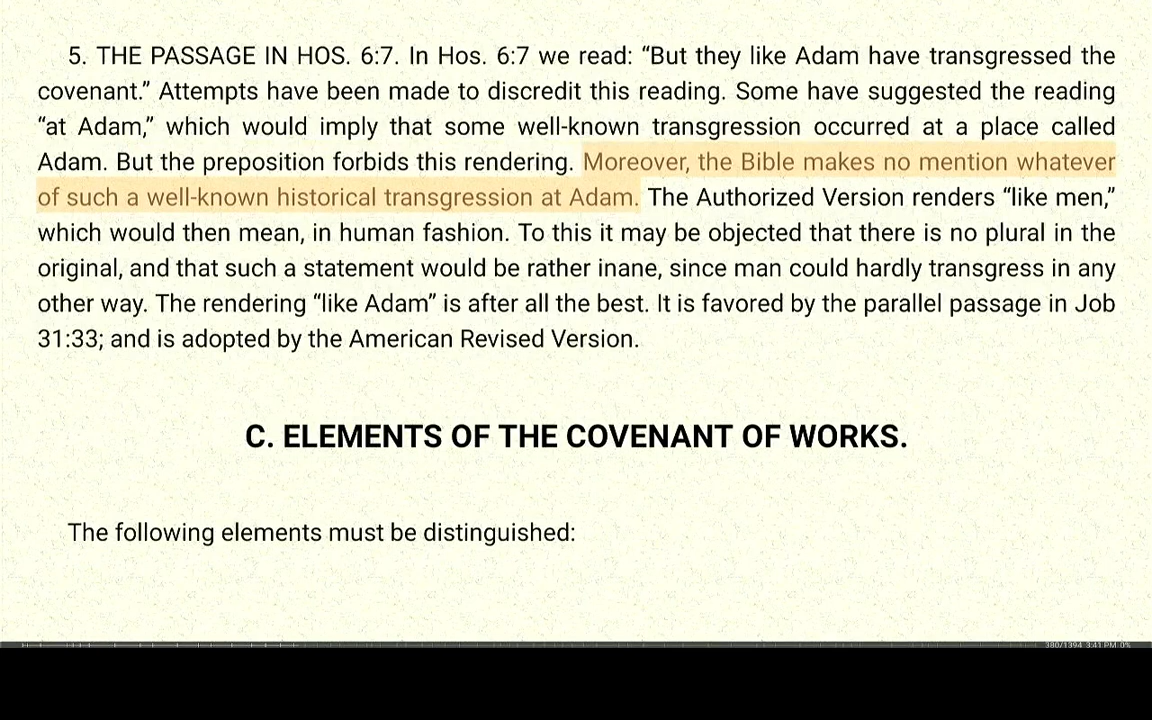 5. THE PASSAGE IN HOS. 6:7. In Hos. 6:7 we read: “But they like Adam have transgressed the
covenant.” Attempts have been made to discredit this reading. Some have suggested the reading
“at Adam,” which would imply that some well-known transgression occurred at a place called
Adam. But the preposition forbids this rendering. Moreover, the Bible makes no mention whatever
of such a well-known historical transgression at Adam. The Authorized Version renders “like men,”
which would then mean, in human fashion. To this it may be objected that there is no plural in the
original, and that such a statement would be rather inane, since man could hardly transgress in any
other way. The rendering “like Adam” is after all the best. It is favored by the parallel passage in Job
31:33; and is adopted by the American Revised Version.
C. ELEMENTS OF THE COVENANT OF WORKS.
The following elements must be distinguished:
380/1394 3:41 PM 0%